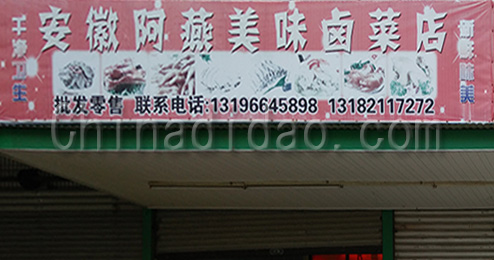 干净卫生
安徽阿燕美味卤菜店
新鲜味美
批发零售 联系电话:13196645898 13182117272
Chinaoioao.com